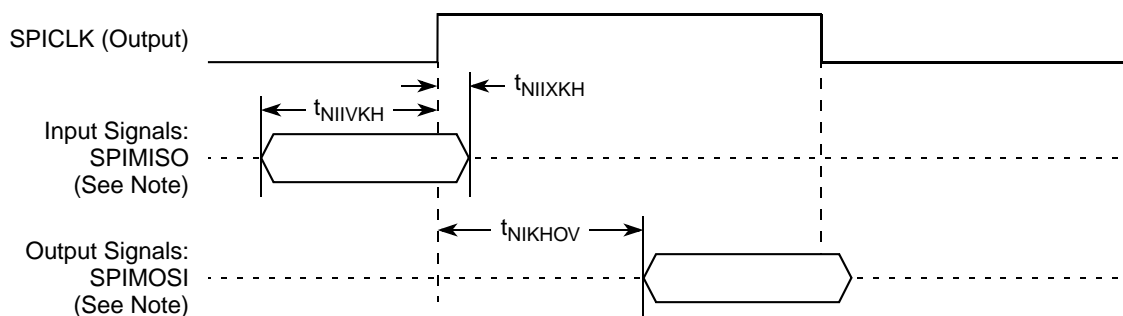 SPICLK (Output)
tNIIXKH
tNIIVKH
Input Signals:
SPIMISO
(See Note)
tNIKHOV
Output Signals:
SPIMOSI
(See Note)